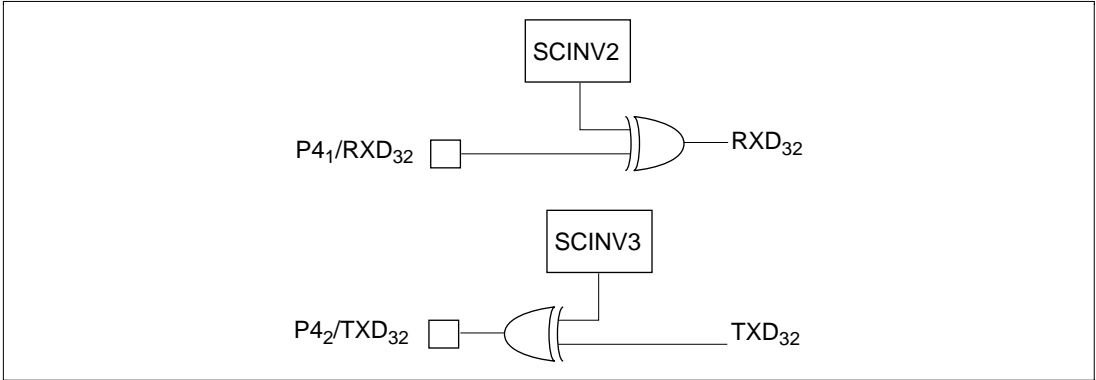 SCINV2
P4₁/RXD₃₂ RXD₃₂
SCINV3
P4₂/TXD₃₂ TXD₃₂